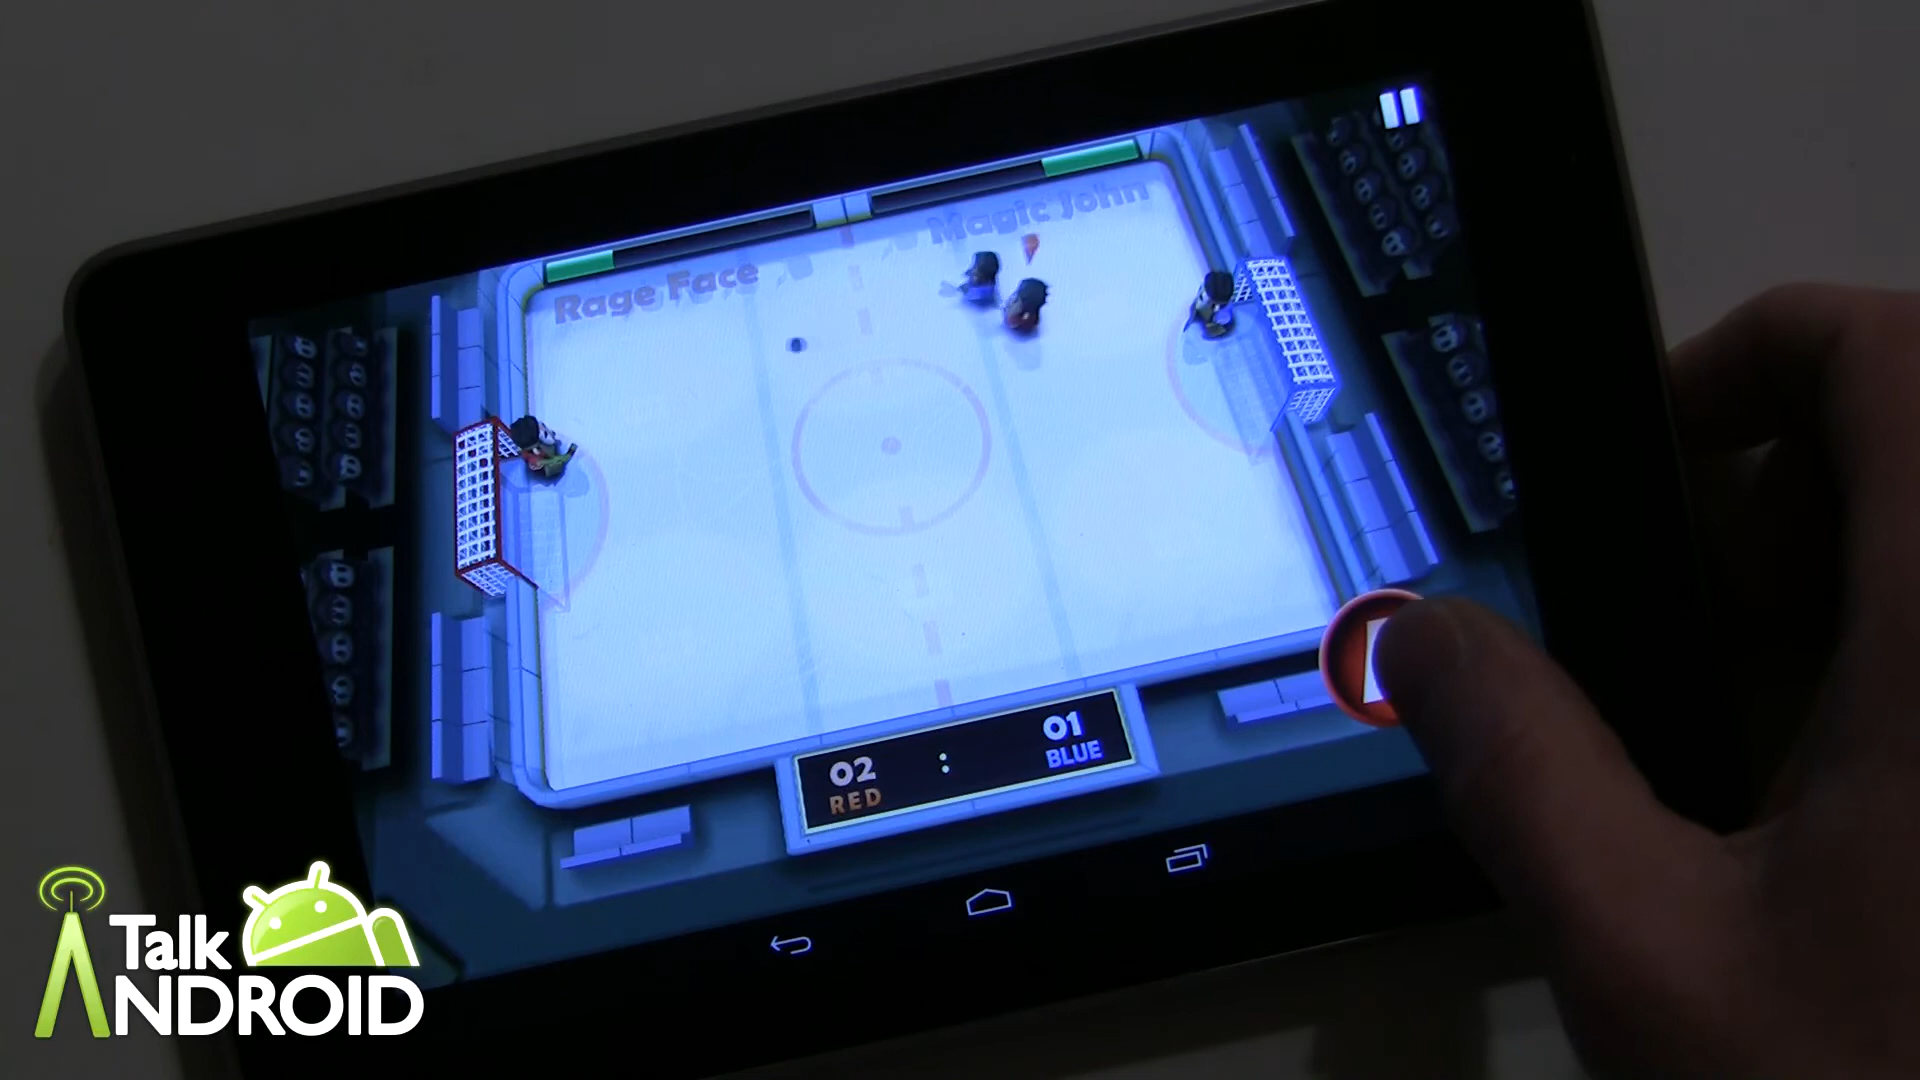 Magic John
Rage Face
02 : 01
RED BLUE
Talk
ANDROID